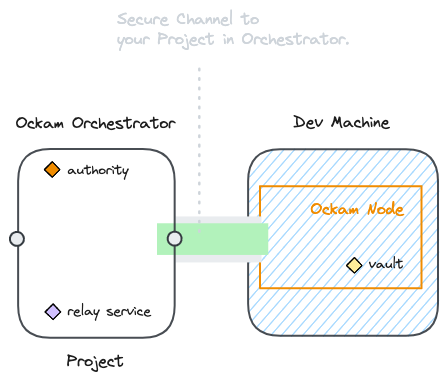 Secure Channel to
your Project in Orchestrator.
Ockam Orchestrator
Dev Machine
authority
Ockam Node
vault
relay service
Project